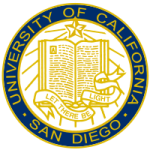 UNIVERSITY OF CALIFORNIA
LET THERE BE LIGHT
• SAN DIEGO •